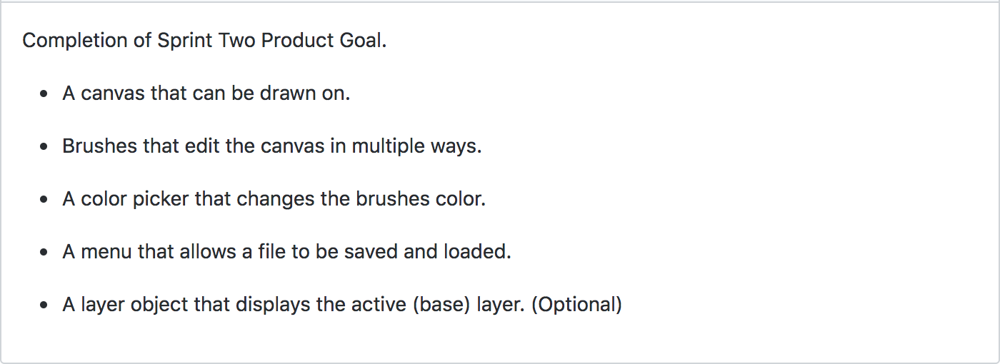 Completion of Sprint Two Product Goal.
• A canvas that can be drawn on.
• Brushes that edit the canvas in multiple ways.
• A color picker that changes the brushes color.
• A menu that allows a file to be saved and loaded.
• A layer object that displays the active (base) layer. (Optional)